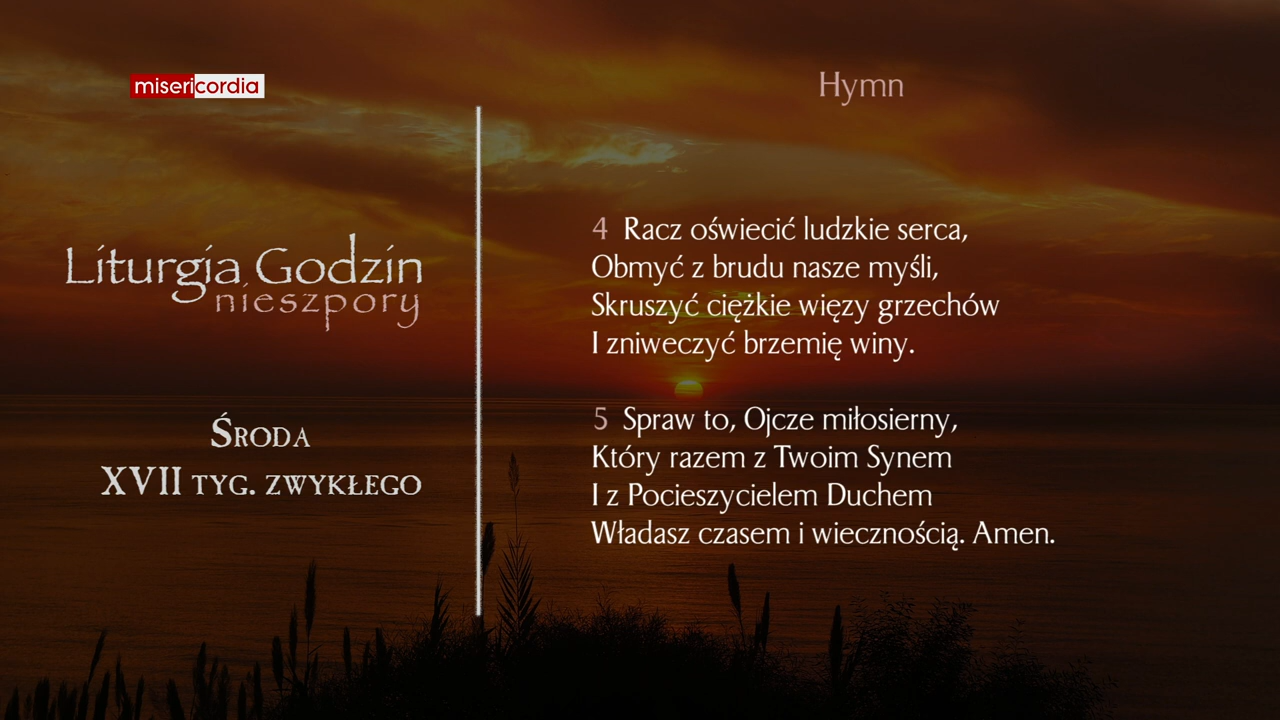 misericordia
Liturgia Godzin
nieszpory
Środa
XVII tyg. zwykłego
Hymn
4 Racz oświecić ludzkie serca,
Obmyć z brudu nasze myśli,
Skruszyć ciężkie więzy grzechów
I zniweczyć brzemię winy.
5 Spraw to, Ojcze miłosierny,
Który razem z Twoim Synem
I z Pocieszycielem Duchem
Władasz czasem i wiecznością. Amen.